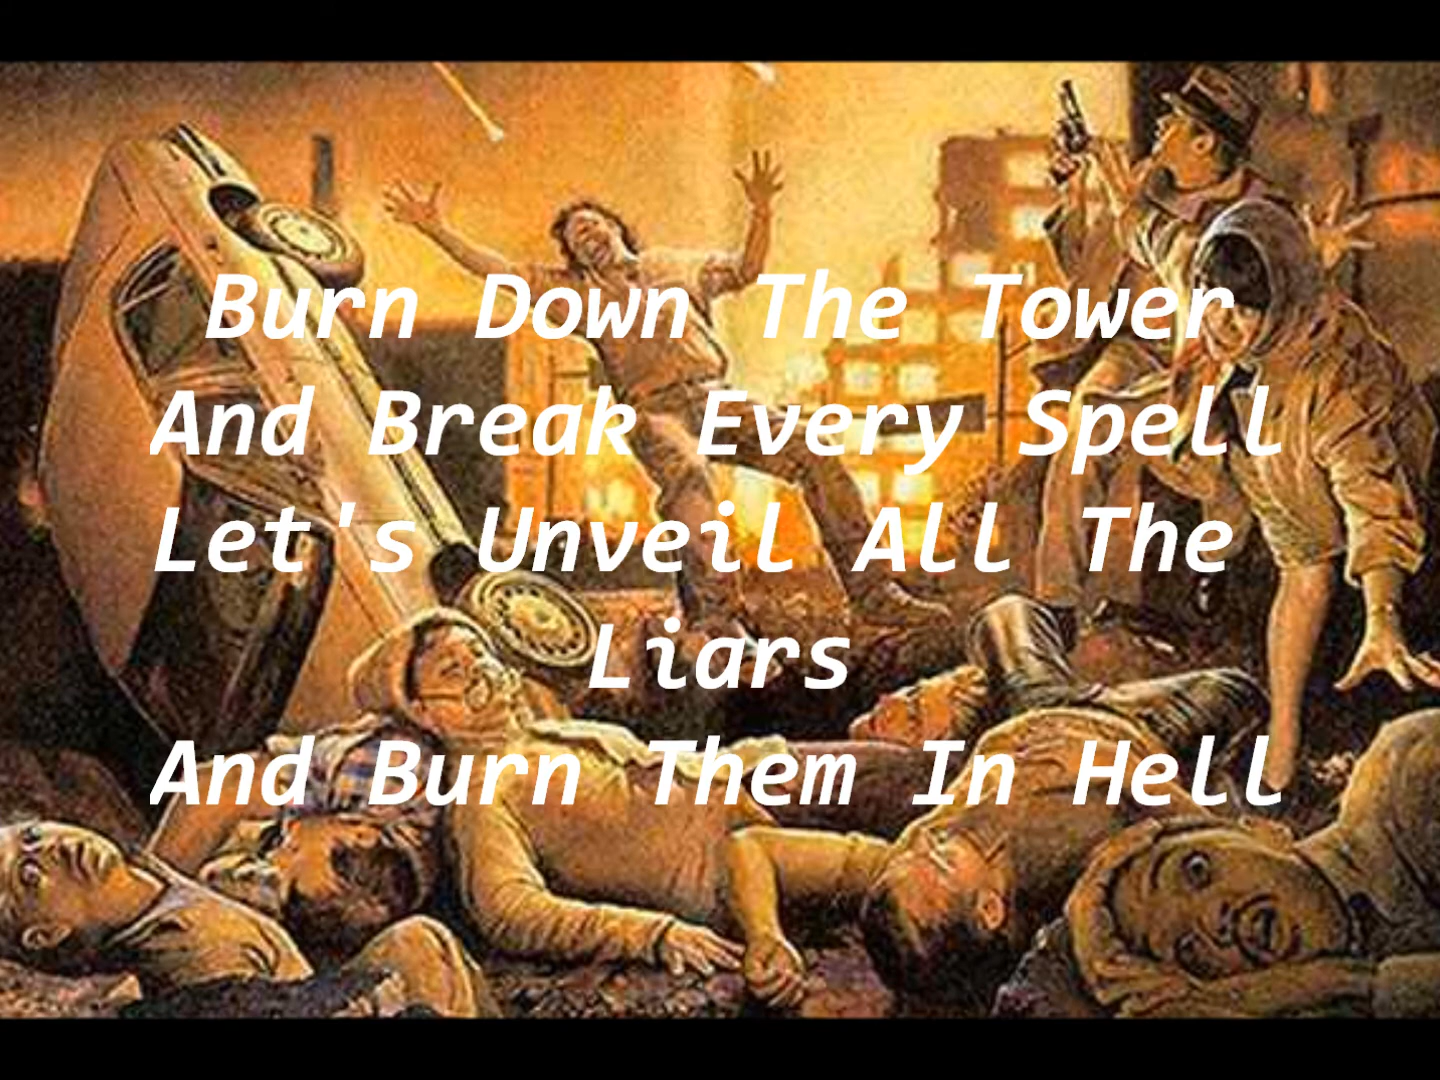 Burn Down The Tower
And Break Every Spell
Let's Unveil All The
Liars
And Burn Them In Hell